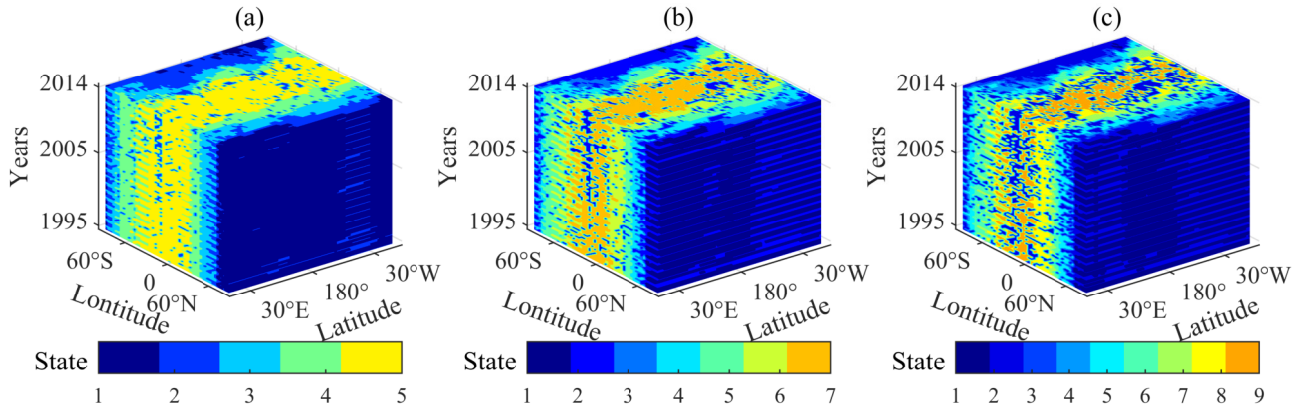 (a) (b) (c)
2014 2014 2014
Years Years Years
2005 2005 2005
1995 1995 1995
60°S 0 60°N 30°E 180° 30°W
60°S 0 60°N 30°E 180° 30°W
60°S 0 60°N 30°E 180° 30°W
Lontitude Latitude Lontitude Latitude Lontitude Latitude
State State State
1 2 3 4 5 1 2 3 4 5 6 7 1 2 3 4 5 6 7 8 9